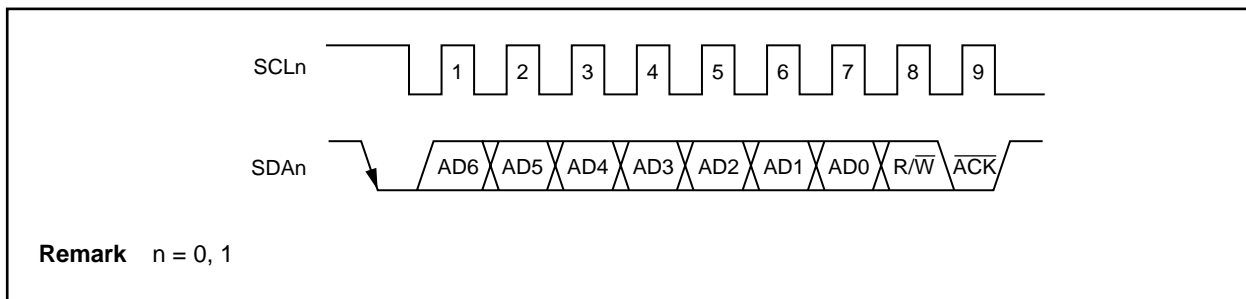 SCLn 1 2 3 4 5 6 7 8 9
SDAn AD6 AD5 AD4 AD3 AD2 AD1 AD0 R/W̅ A̅C̅K̅
Remark n = 0, 1